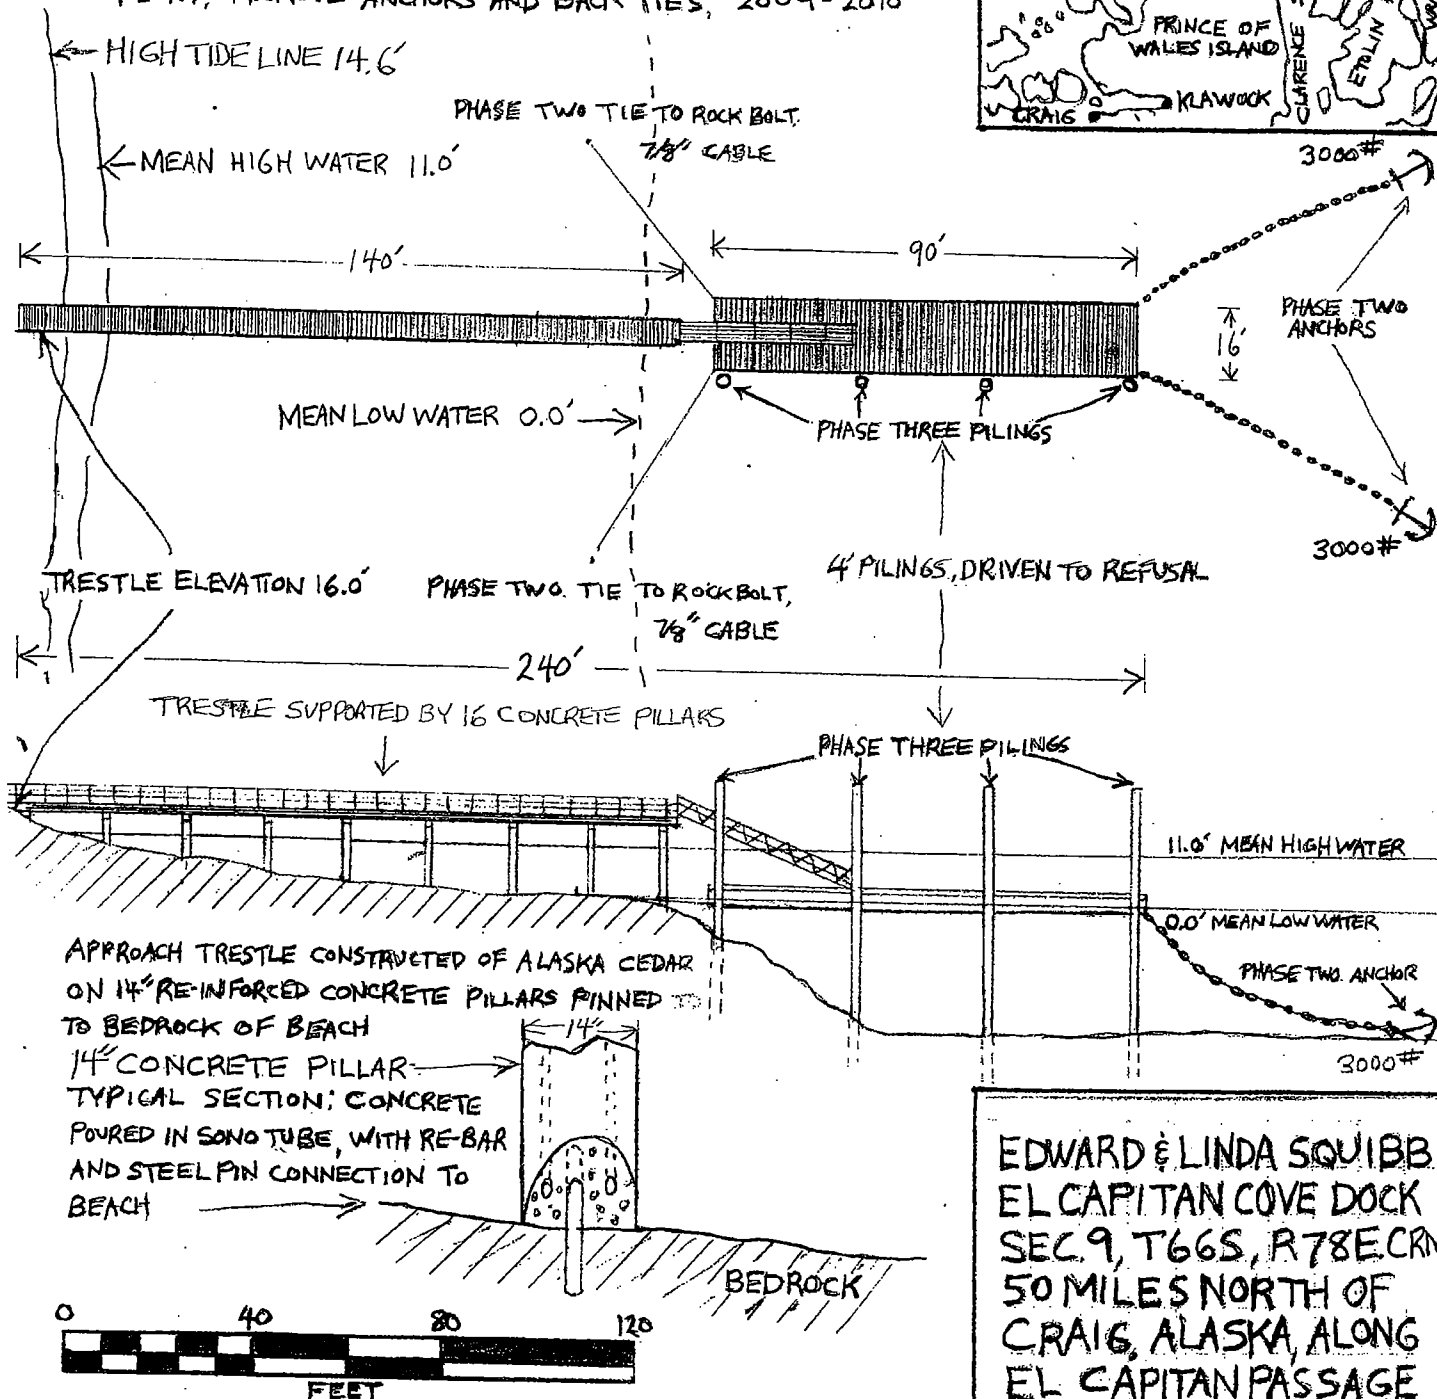 ANCHORS AND BACK TIES, 2009-2010
HIGH TIDE LINE 14.6'
PRINCE OF
WALES ISLAND
CLARENCE
ETOLIN
KLAWOCK
CRAIG
PHASE TWO TIE TO ROCK BOLT.
7/8" CABLE
MEAN HIGH WATER 11.0'
3000#
140'
90'
PHASE TWO
ANCHORS
16'
MEAN LOW WATER 0.0'
PHASE THREE PILINGS
3000#
4' PILINGS, DRIVEN TO REFUSAL
TRESTLE ELEVATION 16.0'
PHASE TWO. TIE TO ROCKBOLT,
7/8" CABLE
240'
TRESTLE SUPPORTED BY 16 CONCRETE PILLARS
PHASE THREE PILINGS
11.0' MEAN HIGH WATER
0.0' MEAN LOW WATER
PHASE TWO. ANCHOR
3000#
APPROACH TRESTLE CONSTRUCTED OF ALASKA CEDAR
ON 14" RE-INFORCED CONCRETE PILLARS PINNED TO
TO BEDROCK OF BEACH
14"
14" CONCRETE PILLAR
TYPICAL SECTION: CONCRETE
POURED IN SONO TUBE, WITH RE-BAR
AND STEEL PIN CONNECTION TO
BEACH
BEDROCK
0 40 80 120
FEET
EDWARD & LINDA SQUIBB
EL CAPITAN COVE DOCK
SEC. 9, T66S, R78E. CRM
50 MILES NORTH OF
CRAIG, ALASKA, ALONG
EL CAPITAN PASSAGE